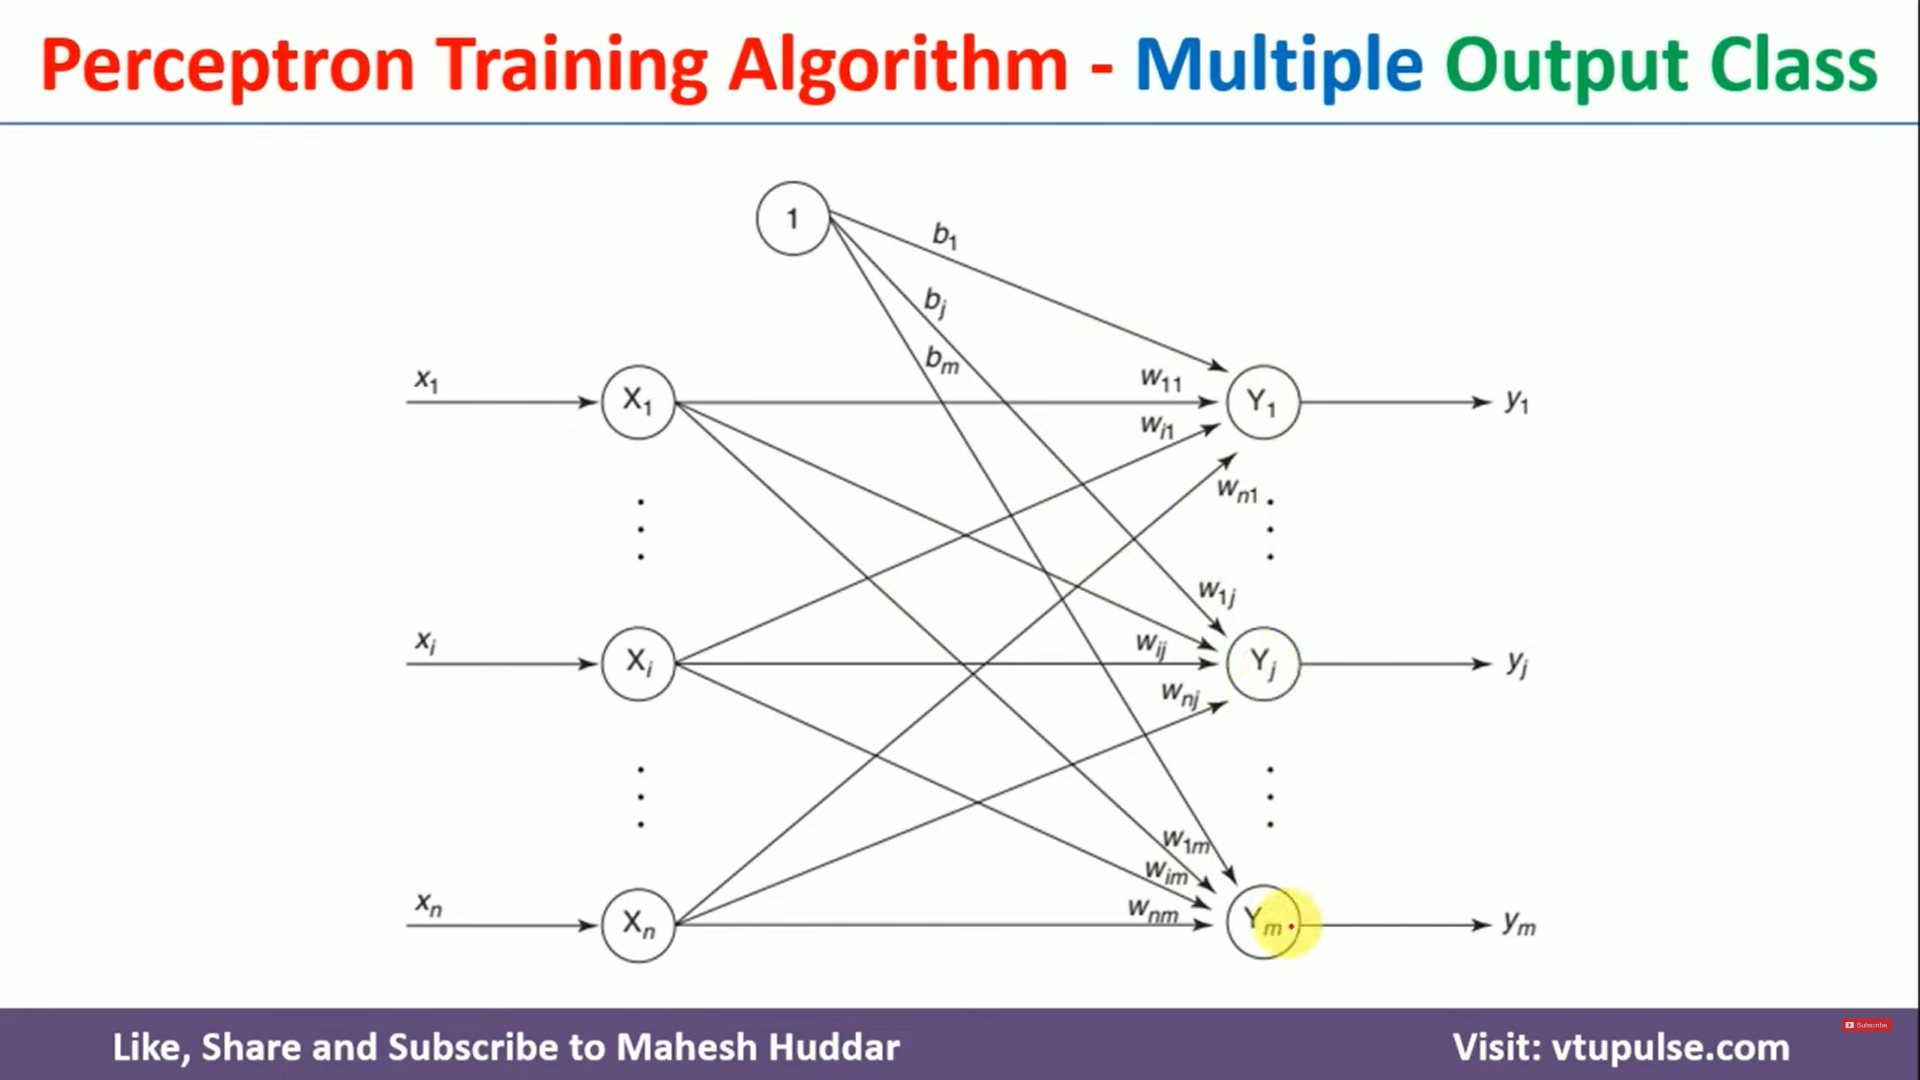 Perceptron Training Algorithm - Multiple Output Class
1
b1
bj
bm
x1
X1
w11
wi1
wn1
Y1
y1
xi
Xi
w1j
wij
wnj
Yj
yj
xn
Xn
w1m
wim
wnm
Ym
ym
Like, Share and Subscribe to Mahesh Huddar
Subscribe
Visit: vtupulse.com